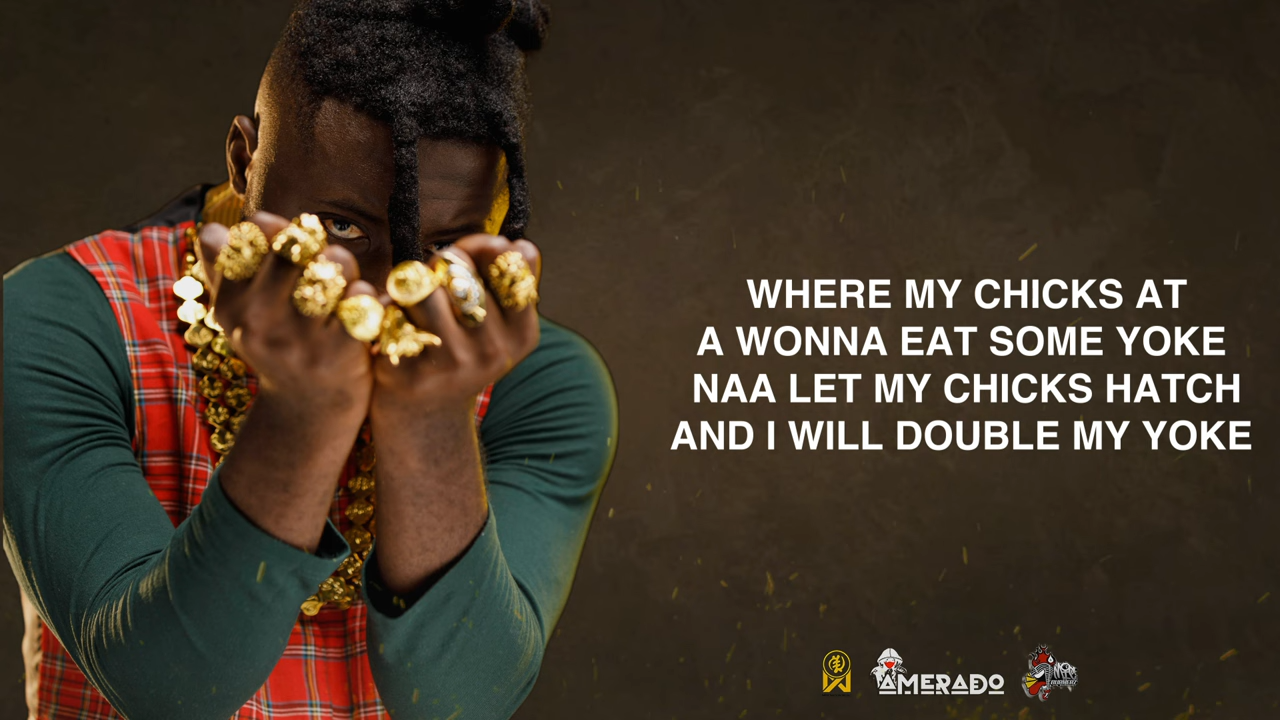 WHERE MY CHICKS AT
A WONNA EAT SOME YOKE
NAA LET MY CHICKS HATCH
AND I WILL DOUBLE MY YOKE
AMERADO